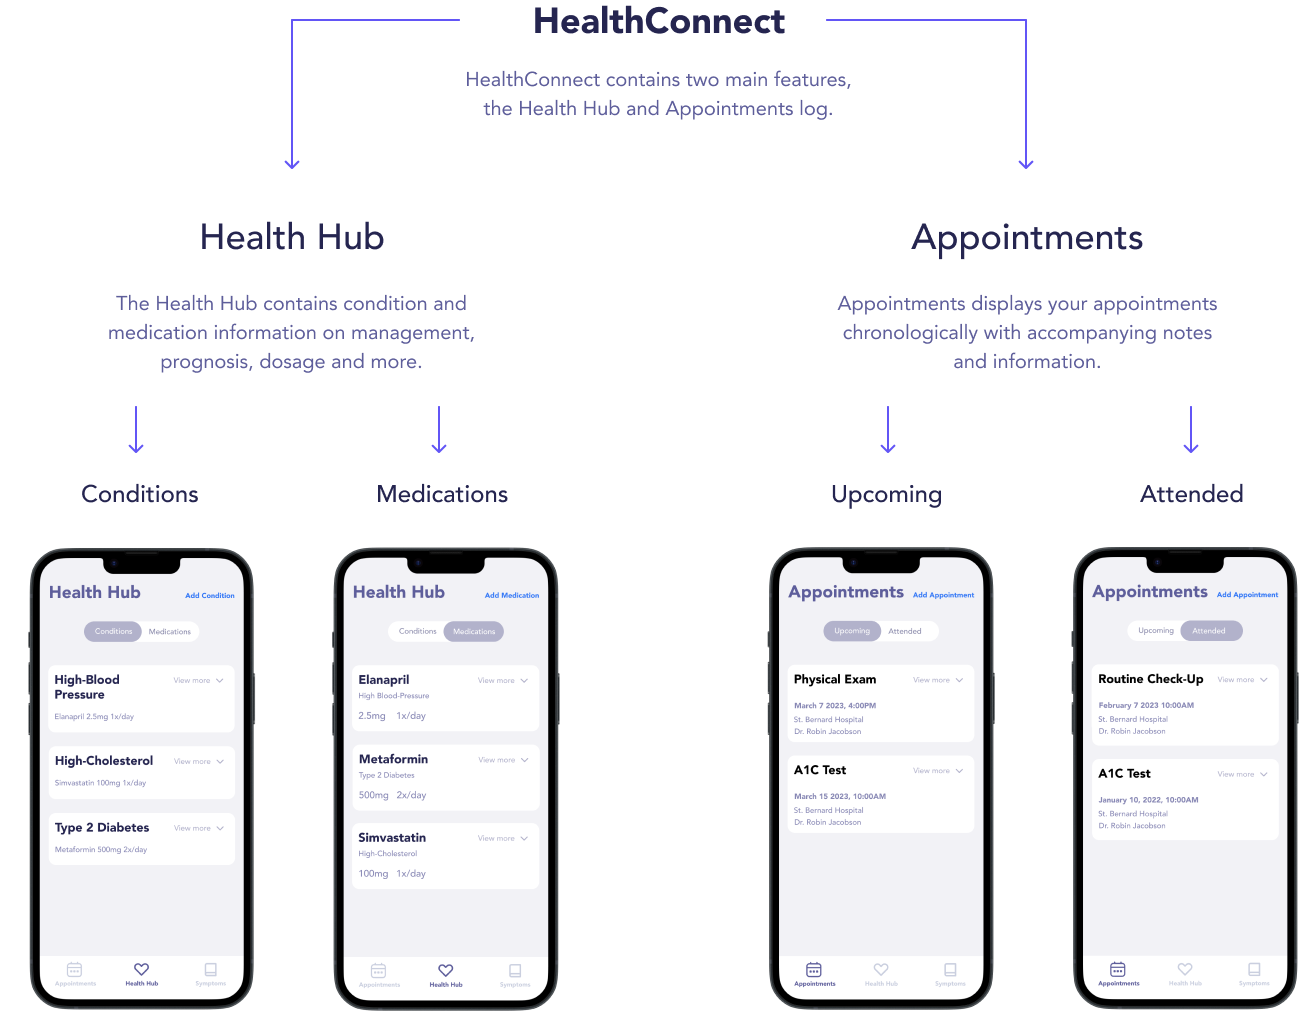 HealthConnect
HealthConnect contains two main features,
the Health Hub and Appointments log.
Health Hub
The Health Hub contains condition and
medication information on management,
prognosis, dosage and more.
Appointments
Appointments displays your appointments
chronologically with accompanying notes
and information.
Conditions
Medications
Upcoming
Attended
Health Hub
Add Condition
Conditions
Medications
High-Blood
Pressure
View more
Elanapril 2.5mg 1x/day
High-Cholesterol
View more
Simvastatin 100mg 1x/day
Type 2 Diabetes
View more
Metaformin 500mg 2x/day
Appointments
Health Hub
Symptoms
Health Hub
Add Medication
Conditions
Medications
Elanapril
View more
High Blood-Pressure
2.5mg 1x/day
Metaformin
View more
Type 2 Diabetes
500mg 2x/day
Simvastatin
View more
High-Cholesterol
100mg 1x/day
Appointments
Health Hub
Symptoms
Appointments
Add Appointment
Upcoming
Attended
Physical Exam
View more
March 7 2023, 4:00PM
St. Bernard Hospital
Dr. Robin Jacobson
A1C Test
View more
March 15 2023, 10:00AM
St. Bernard Hospital
Dr. Robin Jacobson
Appointments
Health Hub
Symptoms
Appointments
Add Appointment
Upcoming
Attended
Routine Check-Up
View more
February 7 2023 10:00AM
St. Bernard Hospital
Dr. Robin Jacobson
A1C Test
View more
January 10, 2022, 10:00AM
St. Bernard Hospital
Dr. Robin Jacobson
Appointments
Health Hub
Symptoms